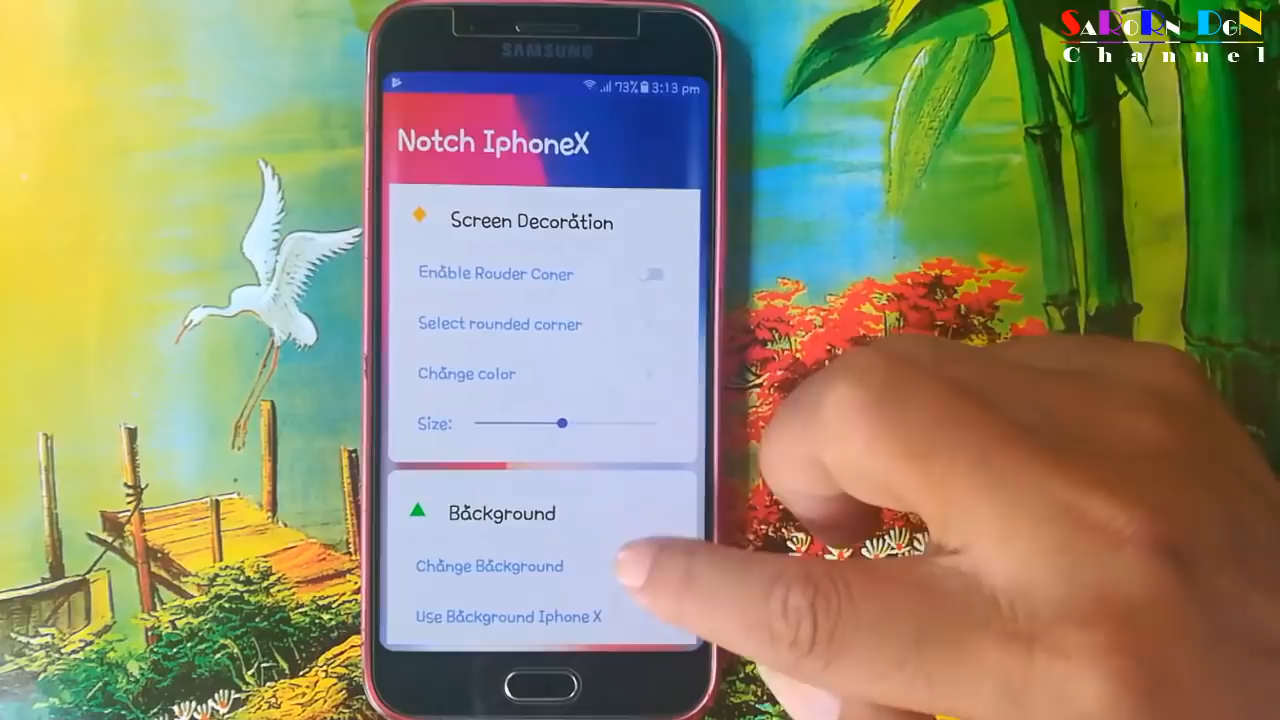 SaRoRn DgN
Channel
SAMSUNG
73% 3:13 pm
Notch IphoneX
Screen Decoration
Enable Rouder Coner
Select rounded corner
Change color
Size:
Background
Change Background
Use Background Iphone X